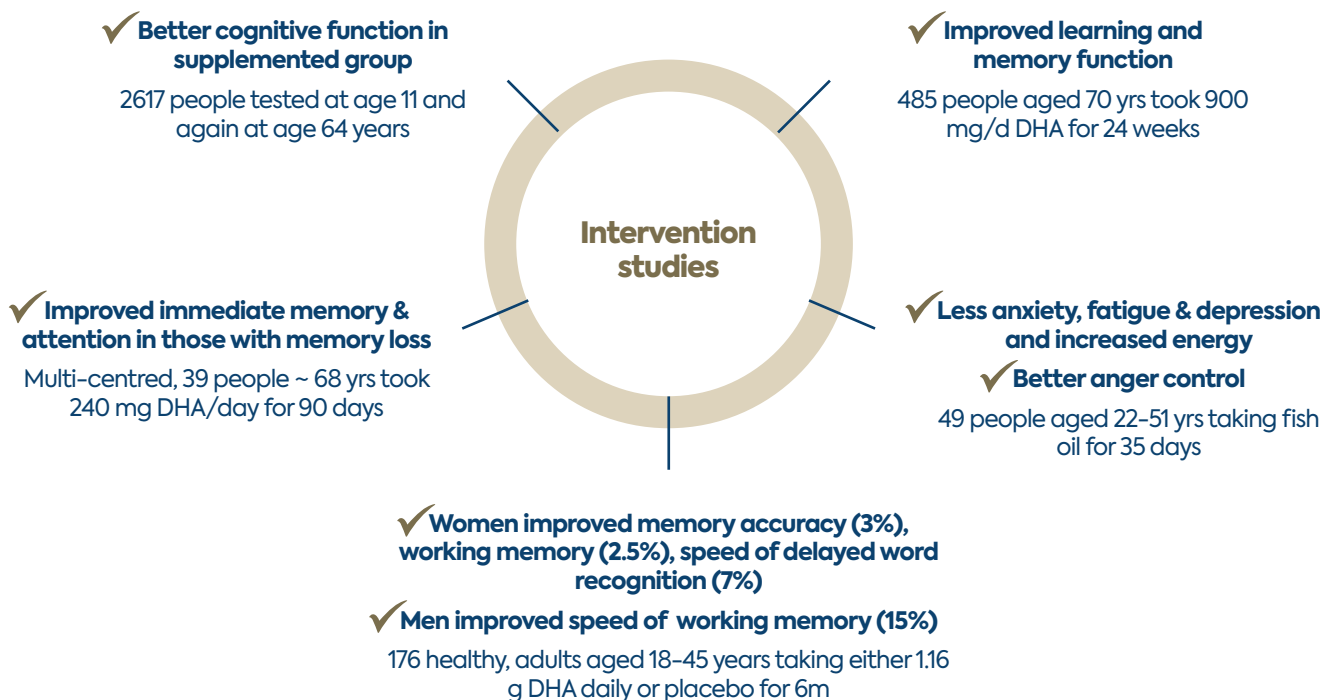 Better cognitive function in
supplemented group
2617 people tested at age 11 and
again at age 64 years
Improved learning and
memory function
485 people aged 70 yrs took 900
mg/d DHA for 24 weeks
Intervention
studies
Improved immediate memory &
attention in those with memory loss
Multi-centred, 39 people ~ 68 yrs took
240 mg DHA/day for 90 days
Less anxiety, fatigue & depression
and increased energy
Better anger control
49 people aged 22-51 yrs taking fish
oil for 35 days
Women improved memory accuracy (3%),
working memory (2.5%), speed of delayed word
recognition (7%)
Men improved speed of working memory (15%)
176 healthy, adults aged 18-45 years taking either 1.16
g DHA daily or placebo for 6m